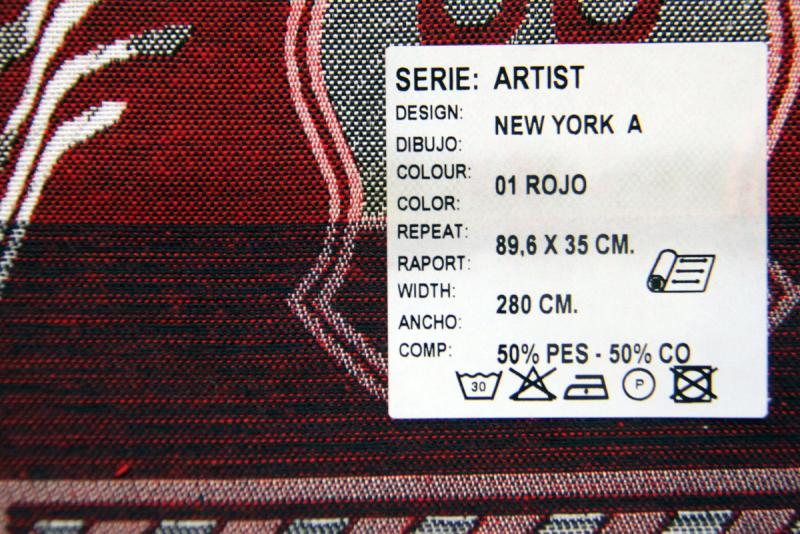 SERIE: ARTIST
DESIGN:
DIBUJO:
NEW YORK A
COLOUR:
COLOR:
01 ROJO
REPEAT:
RAPORT:
89,6 X 35 CM.
WIDTH:
ANCHO:
280 CM.
COMP: 50% PES - 50% CO
30 P